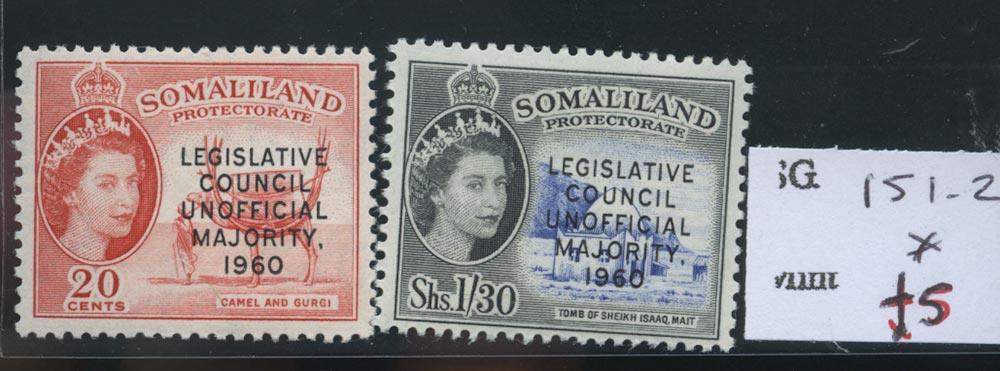 SOMALILAND
PROTECTORATE
LEGISLATIVE
COUNCIL
UNOFFICIAL
MAJORITY,
1960
20
CENTS
CAMEL AND GURGI
SOMALILAND
PROTECTORATE
LEGISLATIVE
COUNCIL
UNOFFICIAL
MAJORITY,
1960
Shs.1/30
TOMB OF SHEIKH ISAAQ, MAIT
SG 151-2
*
£5